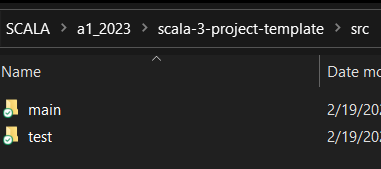 SCALA > a1_2023 > scala-3-project-template > src
Name Date mo
main 2/19/202
test 2/19/202